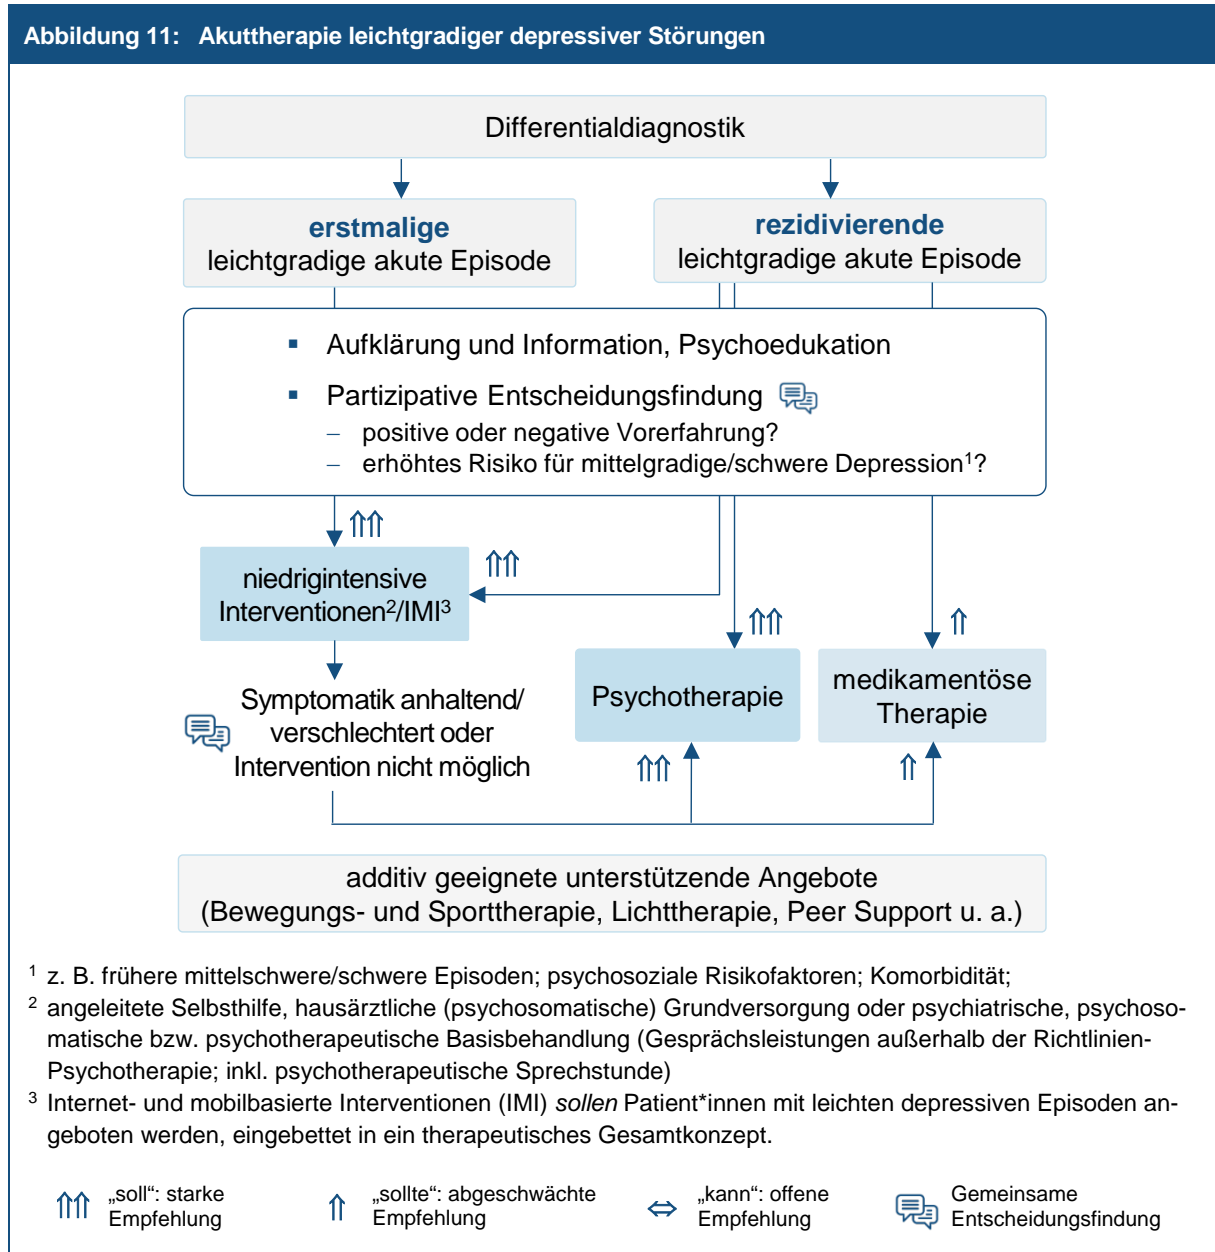 Abbildung 11: Akuttherapie leichtgradiger depressiver Störungen
Differentialdiagnostik
erstmalige
leichtgradige akute Episode
rezidivierende
leichtgradige akute Episode
▪ Aufklärung und Information, Psychoedukation
▪ Partizipative Entscheidungsfindung
– positive oder negative Vorerfahrung?
– erhöhtes Risiko für mittelgradige/schwere Depression¹?
⇑⇑
niedrigintensive
Interventionen²/IMI³
⇑⇑
⇑⇑
⇑
Psychotherapie
medikamentöse
Therapie
Symptomatik anhaltend/
verschlechtert oder
Intervention nicht möglich
⇑⇑
⇑
additiv geeignete unterstützende Angebote
(Bewegungs- und Sporttherapie, Lichttherapie, Peer Support u. a.)
¹ z. B. frühere mittelschwere/schwere Episoden; psychosoziale Risikofaktoren; Komorbidität;
² angeleitete Selbsthilfe, hausärztliche (psychosomatische) Grundversorgung oder psychiatrische, psychoso-
matische bzw. psychotherapeutische Basisbehandlung (Gesprächsleistungen außerhalb der Richtlinien-
Psychotherapie; inkl. psychotherapeutische Sprechstunde)
³ Internet- und mobilbasierte Interventionen (IMI) sollen Patient*innen mit leichten depressiven Episoden an-
geboten werden, eingebettet in ein therapeutisches Gesamtkonzept.
⇑⇑ „soll“: starke
Empfehlung
⇑ „sollte“: abgeschwächte
Empfehlung
⇔ „kann“: offene
Empfehlung
Gemeinsame
Entscheidungsfindung